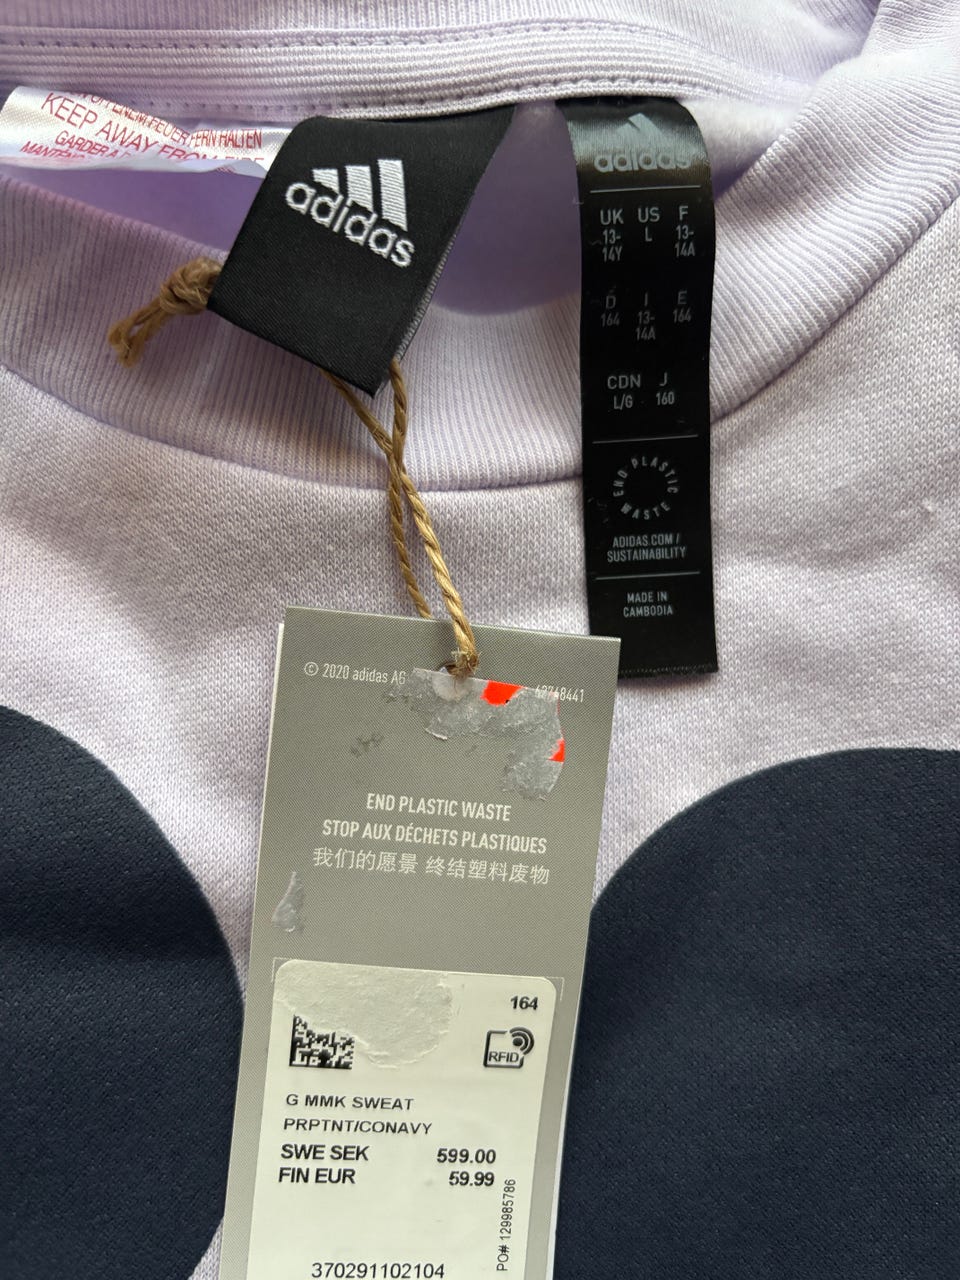 KEEP AWAY FROM FIRE
adidas
adidas
UK US F
13-14Y L 13-14A
D I E
164 13-14A 164
CDN J
L/G 160
END PLASTIC WASTE
ADIDAS.COM /
SUSTAINABILITY
MADE IN
CAMBODIA
© 2020 adidas AG
END PLASTIC WASTE
STOP AUX DÉCHETS PLASTIQUES
我们的愿景 终结塑料废物
164
RFID
G MMK SWEAT
PRPTNT/CONAVY
SWE SEK 599.00
FIN EUR 59.99
PO# 129985786
370291102104